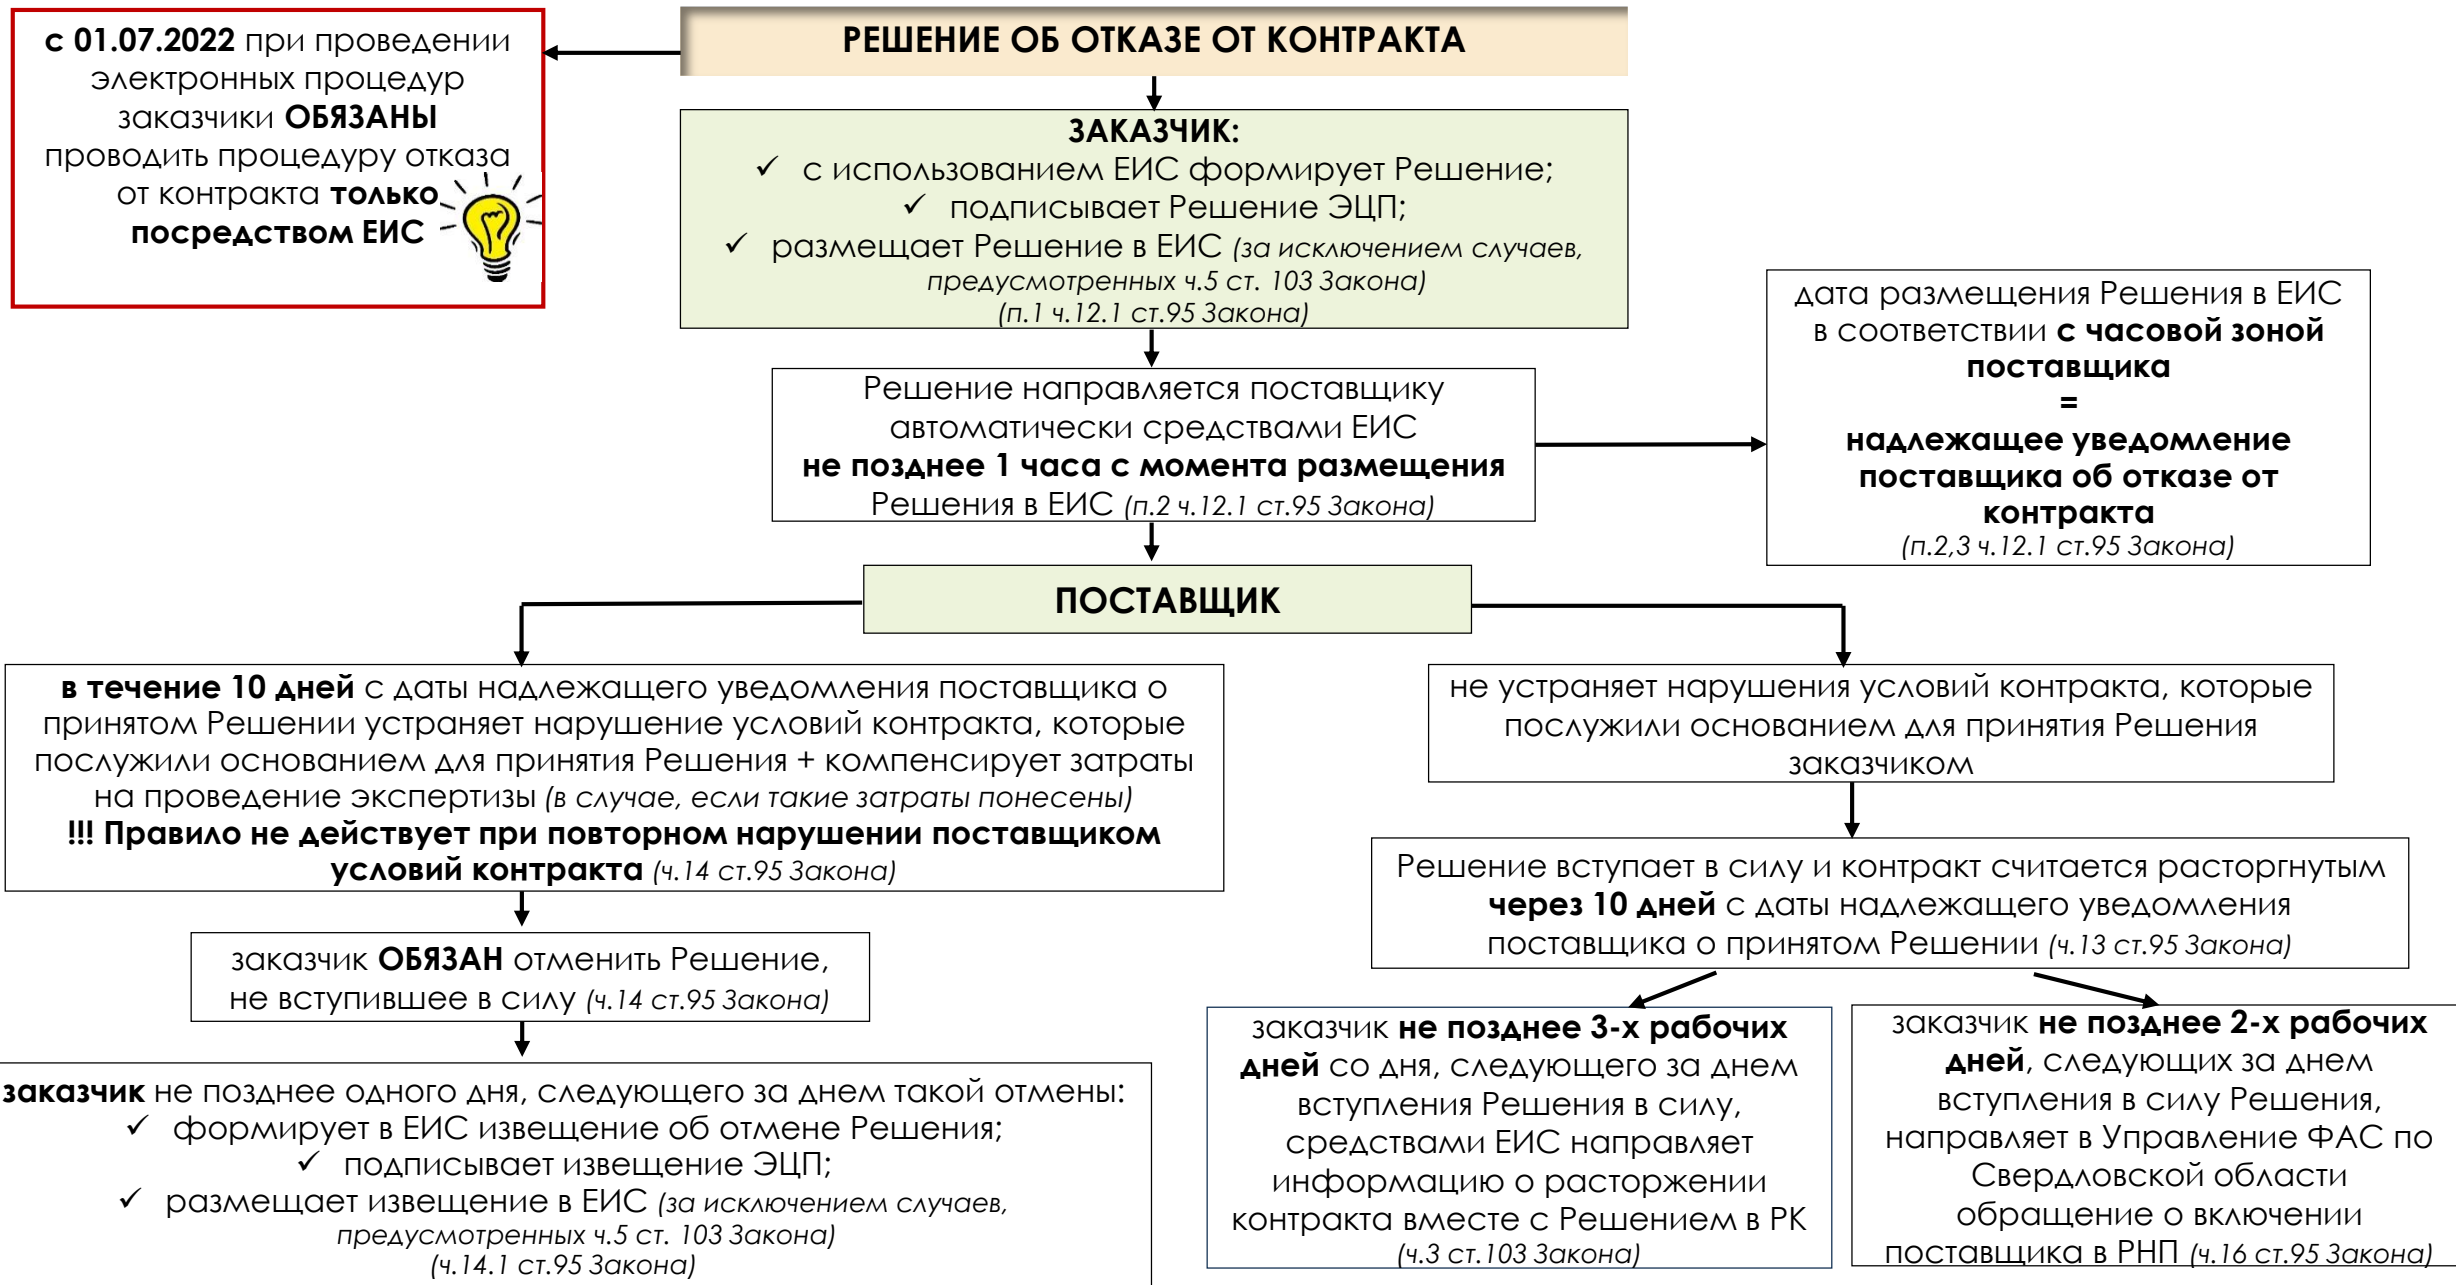 с 01.07.2022 при проведении
электронных процедур
заказчики ОБЯЗАНЫ
проводить процедуру отказа
от контракта только
посредством ЕИС
РЕШЕНИЕ ОБ ОТКАЗЕ ОТ КОНТРАКТА
ЗАКАЗЧИК:
✓ с использованием ЕИС формирует Решение;
✓ подписывает Решение ЭЦП;
✓ размещает Решение в ЕИС (за исключением случаев,
предусмотренных ч.5 ст. 103 Закона)
(п.1 ч.12.1 ст.95 Закона)
Решение направляется поставщику
автоматически средствами ЕИС
не позднее 1 часа с момента размещения
Решения в ЕИС (п.2 ч.12.1 ст.95 Закона)
дата размещения Решения в ЕИС
в соответствии с часовой зоной
поставщика
=
надлежащее уведомление
поставщика об отказе от
контракта
(п.2,3 ч.12.1 ст.95 Закона)
ПОСТАВЩИК
в течение 10 дней с даты надлежащего уведомления поставщика о
принятом Решении устраняет нарушение условий контракта, которые
послужили основанием для принятия Решения + компенсирует затраты
на проведение экспертизы (в случае, если такие затраты понесены)
!!! Правило не действует при повторном нарушении поставщиком
условий контракта (ч.14 ст.95 Закона)
заказчик ОБЯЗАН отменить Решение,
не вступившее в силу (ч.14 ст.95 Закона)
заказчик не позднее одного дня, следующего за днем такой отмены:
✓ формирует в ЕИС извещение об отмене Решения;
✓ подписывает извещение ЭЦП;
✓ размещает извещение в ЕИС (за исключением случаев,
предусмотренных ч.5 ст. 103 Закона)
(ч.14.1 ст.95 Закона)
не устраняет нарушения условий контракта, которые
послужили основанием для принятия Решения
заказчиком
Решение вступает в силу и контракт считается расторгнутым
через 10 дней с даты надлежащего уведомления
поставщика о принятом Решении (ч.13 ст.95 Закона)
заказчик не позднее 3-х рабочих
дней со дня, следующего за днем
вступления Решения в силу,
средствами ЕИС направляет
информацию о расторжении
контракта вместе с Решением в РК
(ч.3 ст.103 Закона)
заказчик не позднее 2-х рабочих
дней, следующих за днем
вступления в силу Решения,
направляет в Управление ФАС по
Свердловской области
обращение о включении
поставщика в РНП (ч.16 ст.95 Закона)